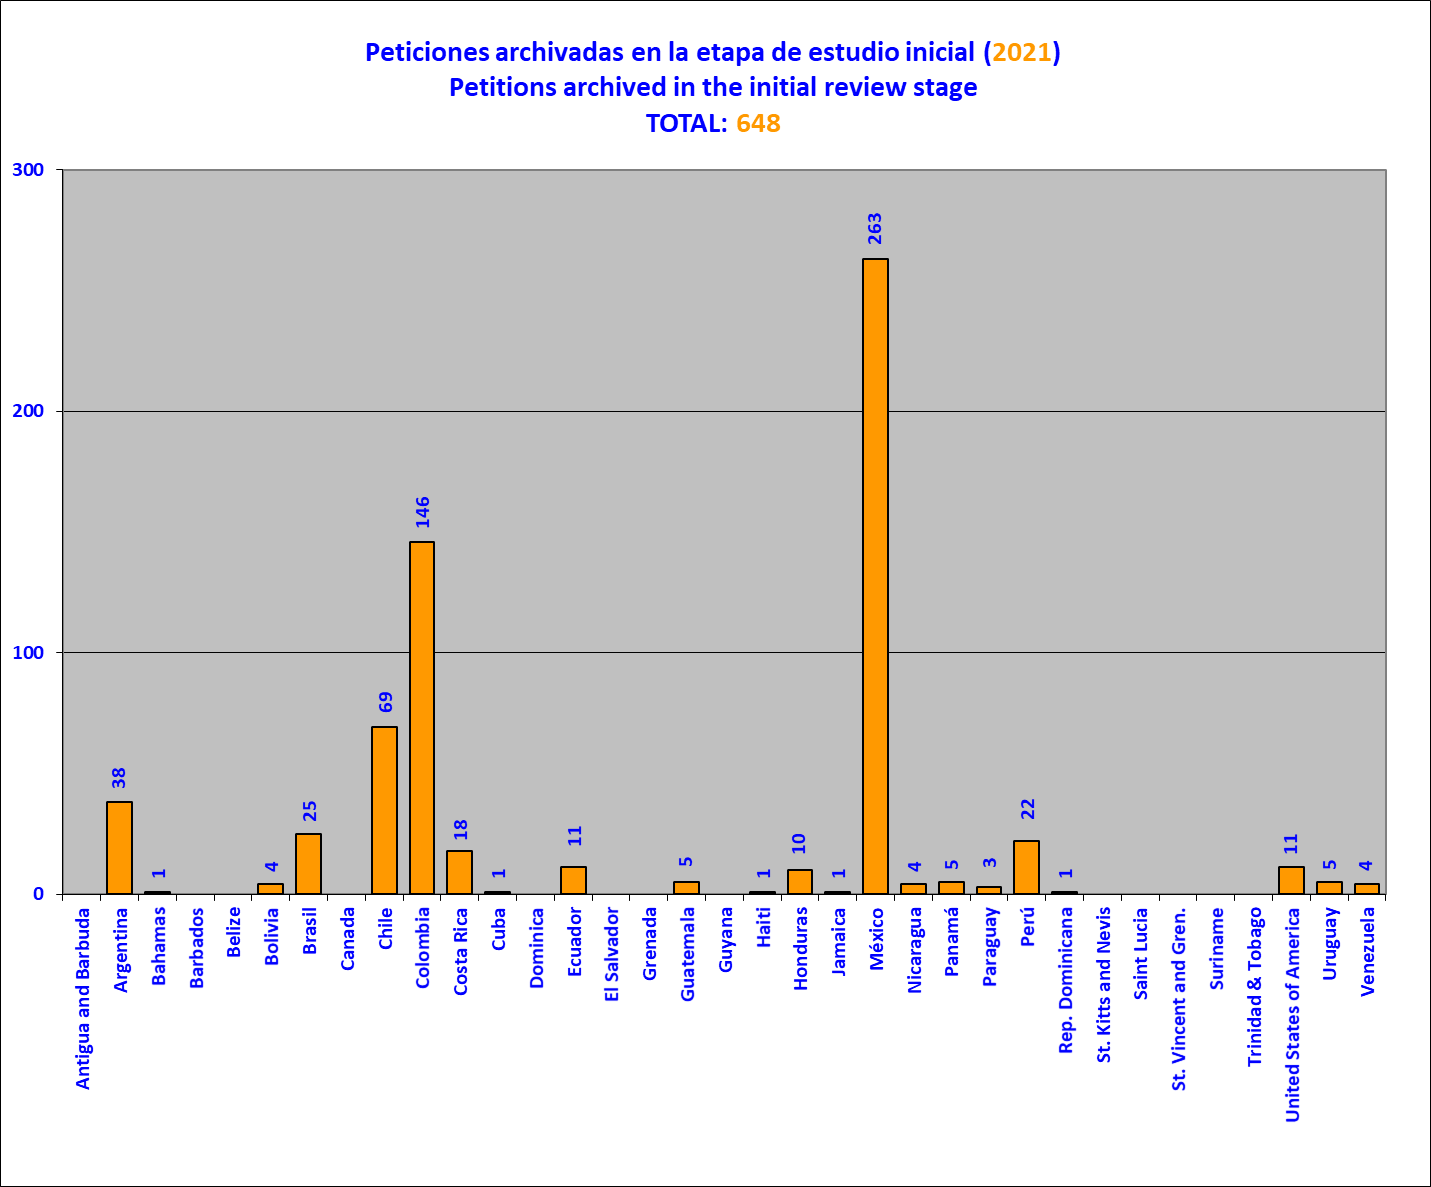 Peticiones archivadas en la etapa de estudio inicial (2021)
Petitions archived in the initial review stage
TOTAL: 648
300
200
100
0
38
1
4
25
69
146
18
1
11
5
1
10
1
263
4
5
3
22
1
11
5
4
Antigua and Barbuda
Argentina
Bahamas
Barbados
Belize
Bolivia
Brasil
Canada
Chile
Colombia
Costa Rica
Cuba
Dominica
Ecuador
El Salvador
Grenada
Guatemala
Guyana
Haiti
Honduras
Jamaica
México
Nicaragua
Panamá
Paraguay
Perú
Rep. Dominicana
St. Kitts and Nevis
Saint Lucia
St. Vincent and Gren.
Suriname
Trinidad & Tobago
United States of America
Uruguay
Venezuela